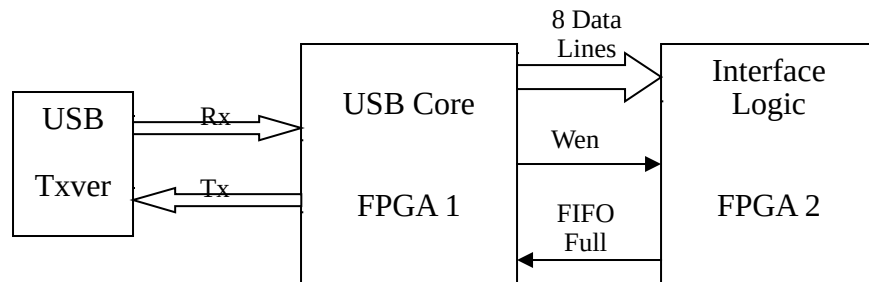 USB
Txver
Rx
Tx
USB Core
FPGA 1
8 Data
Lines
Wen
FIFO
Full
Interface
Logic
FPGA 2